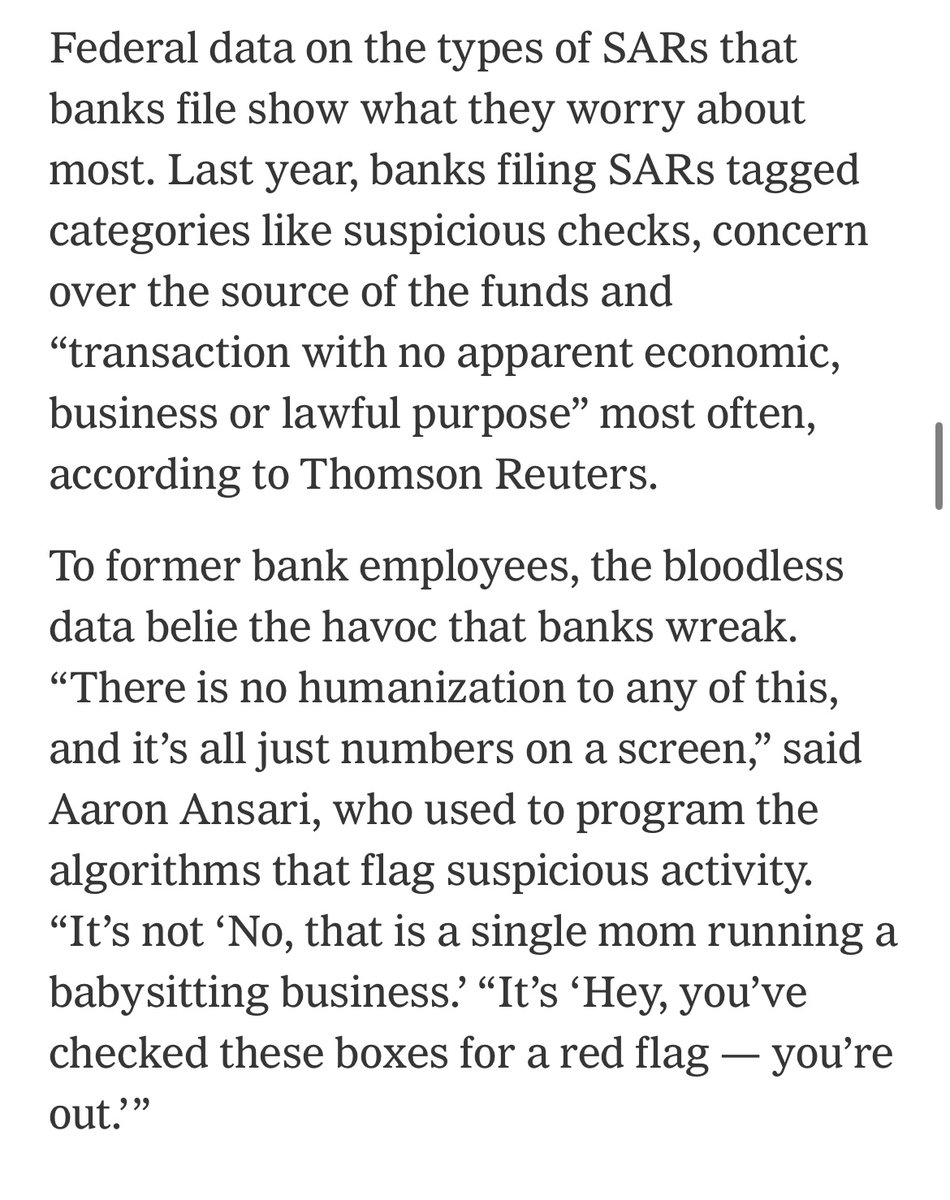 Federal data on the types of SARs that
banks file show what they worry about
most. Last year, banks filing SARs tagged
categories like suspicious checks, concern
over the source of the funds and
“transaction with no apparent economic,
business or lawful purpose” most often,
according to Thomson Reuters.
To former bank employees, the bloodless
data belie the havoc that banks wreak.
“There is no humanization to any of this,
and it’s all just numbers on a screen,” said
Aaron Ansari, who used to program the
algorithms that flag suspicious activity.
“It’s not ‘No, that is a single mom running a
babysitting business.’ “It’s ‘Hey, you’ve
checked these boxes for a red flag — you’re
out.’”